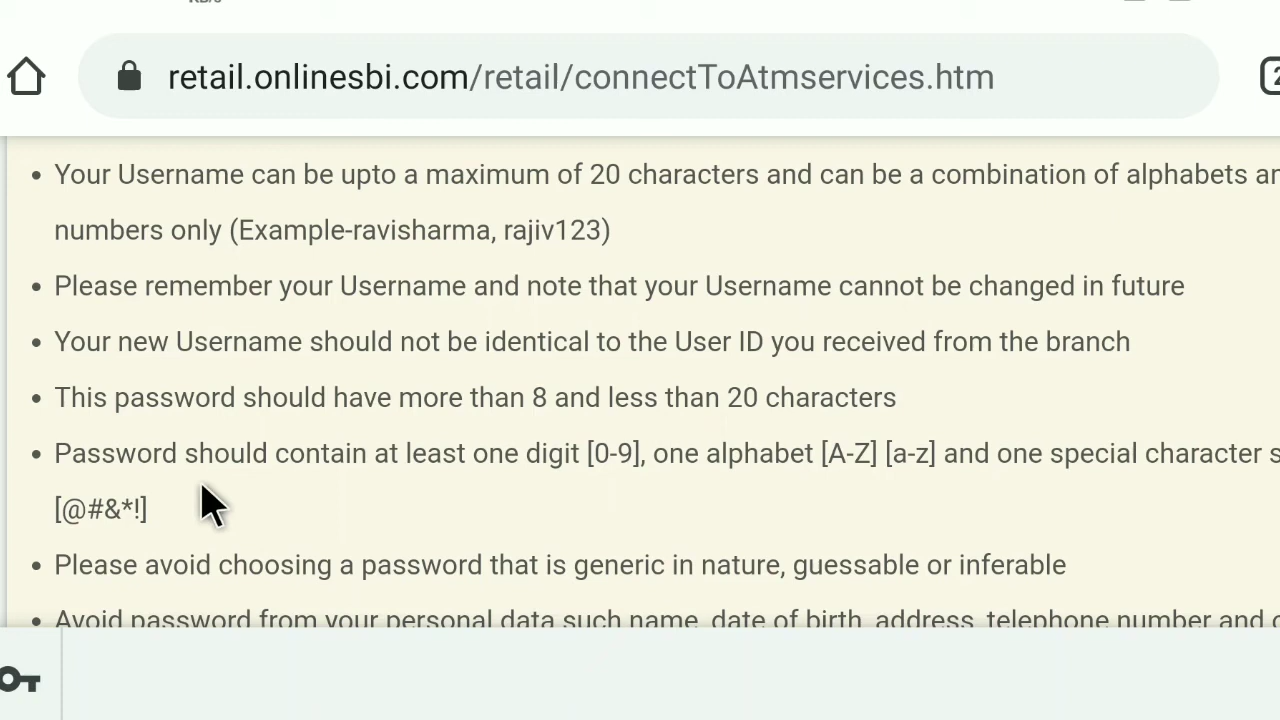 retail.onlinesbi.com/retail/connectToAtmservices.htm
Your Username can be upto a maximum of 20 characters and can be a combination of alphabets
numbers only (Example-ravisharma, rajiv123)
Please remember your Username and note that your Username cannot be changed in future
Your new Username should not be identical to the User ID you received from the branch
This password should have more than 8 and less than 20 characters
Password should contain at least one digit [0-9], one alphabet [A-Z] [a-z] and one special character
[@#&*!]
Please avoid choosing a password that is generic in nature, guessable or inferable
Avoid password from your personal data such name, date of birth, address, telephone number and